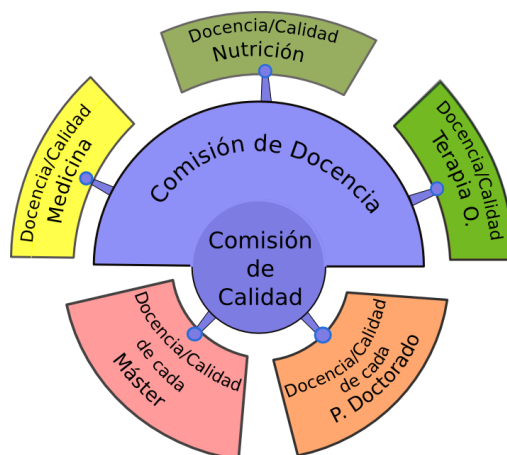 Docencia/Calidad
Nutrición
Docencia/Calidad
Medicina
Comisión de Docencia
Docencia/Calidad
Terapia O.
Comisión
de
Calidad
Docencia/Calidad
de cada
Máster
Docencia/Calidad
de cada
P. Doctorado